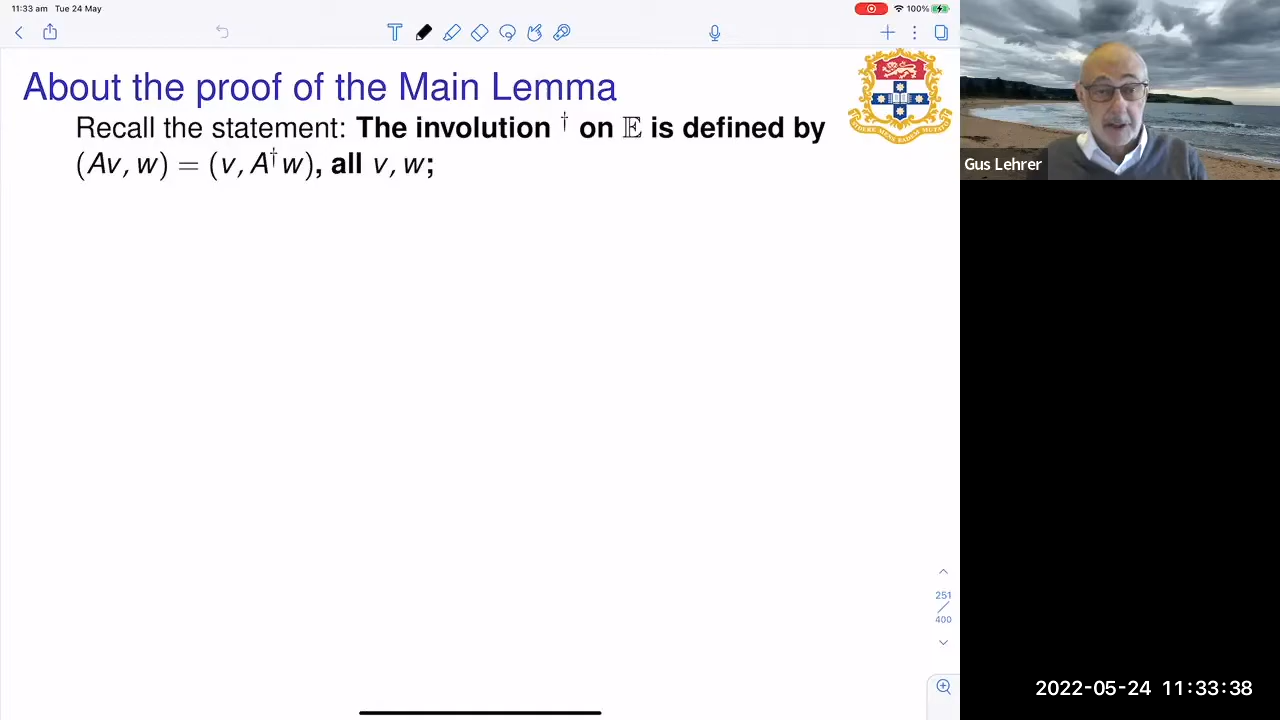 11:33 am Tue 24 May
100%
About the proof of the Main Lemma
Recall the statement: The involution † on 𝔼 is defined by
(Av, w) = (v, A†w), all v, w;
Gus Lehrer
251
400
2022-05-24 11:33:38